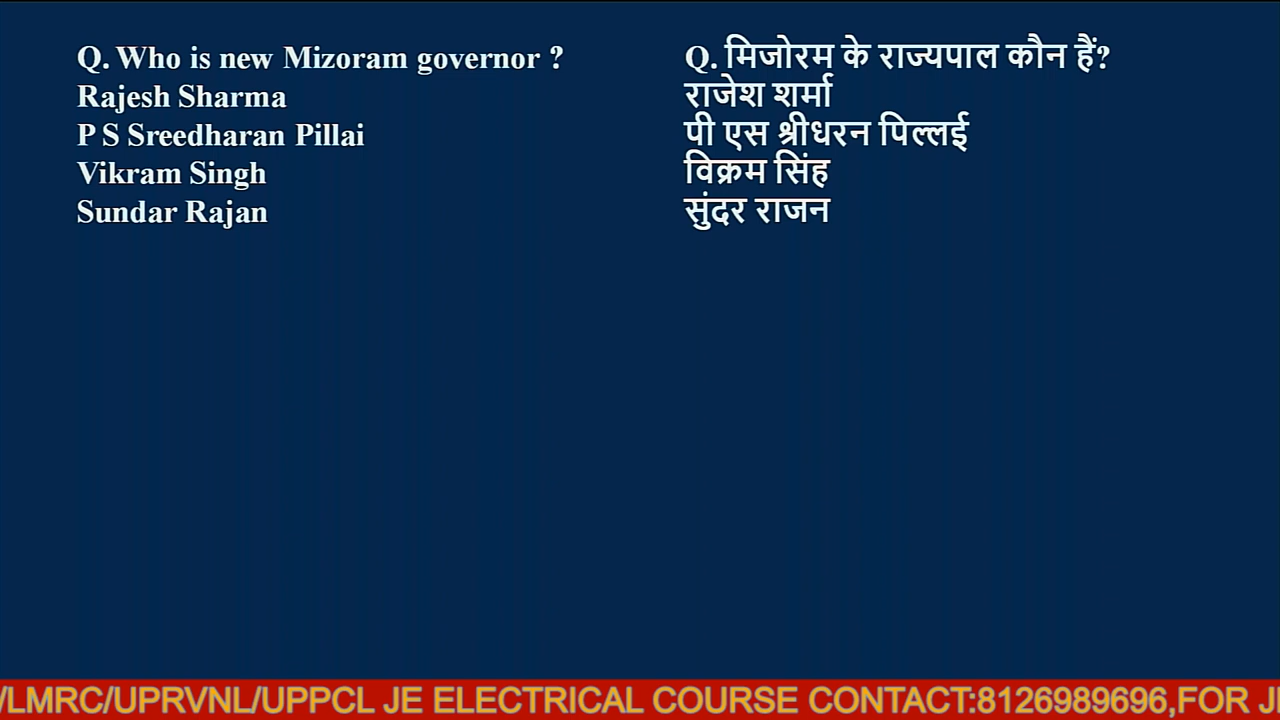 Q. Who is new Mizoram governor ?
Rajesh Sharma
P S Sreedharan Pillai
Vikram Singh
Sundar Rajan
Q. मिजोरम के राज्यपाल कौन हैं?
राजेश शर्मा
पी एस श्रीधरन पिल्लई
विक्रम सिंह
सुंदर राजन
/LMRC/UPRVNL/UPPCL JE ELECTRICAL COURSE CONTACT:8126989696,FOR